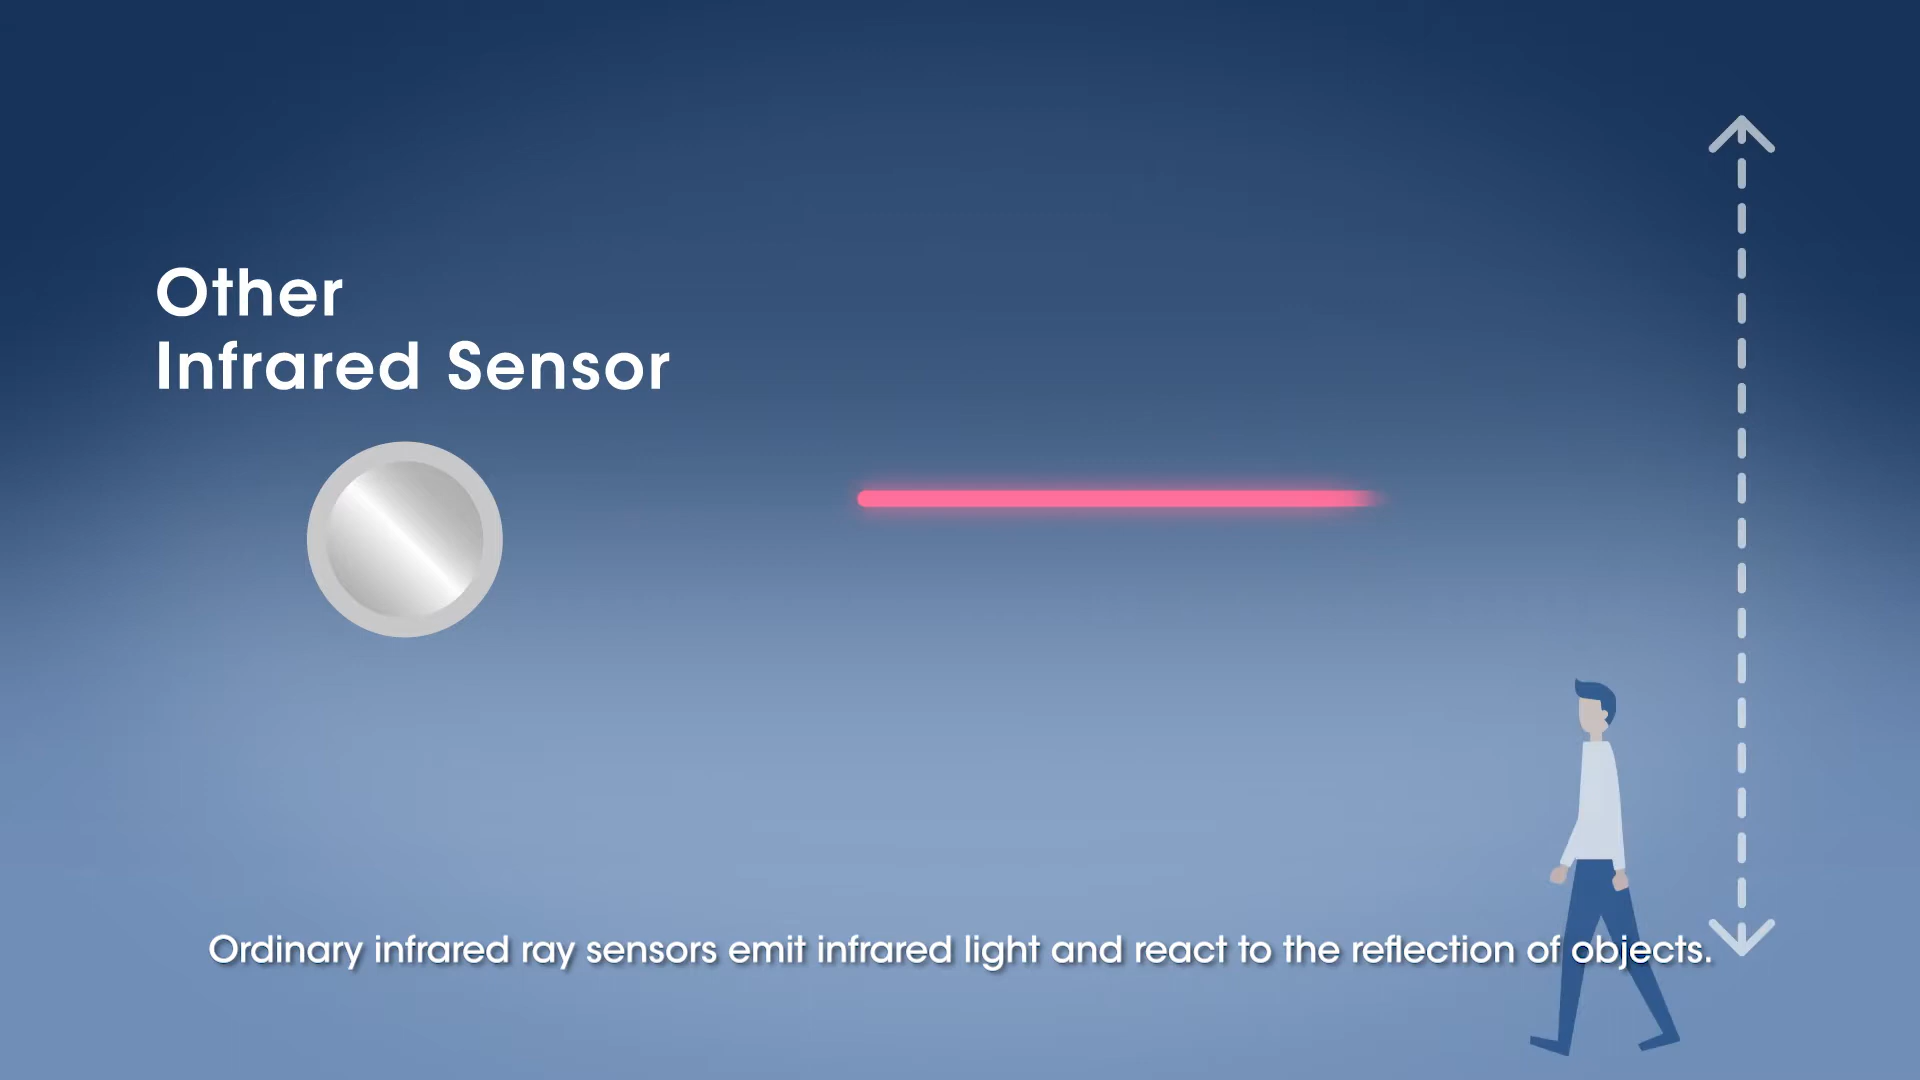 Other
Infrared Sensor
Ordinary infrared ray sensors emit infrared light and react to the reflection of objects.